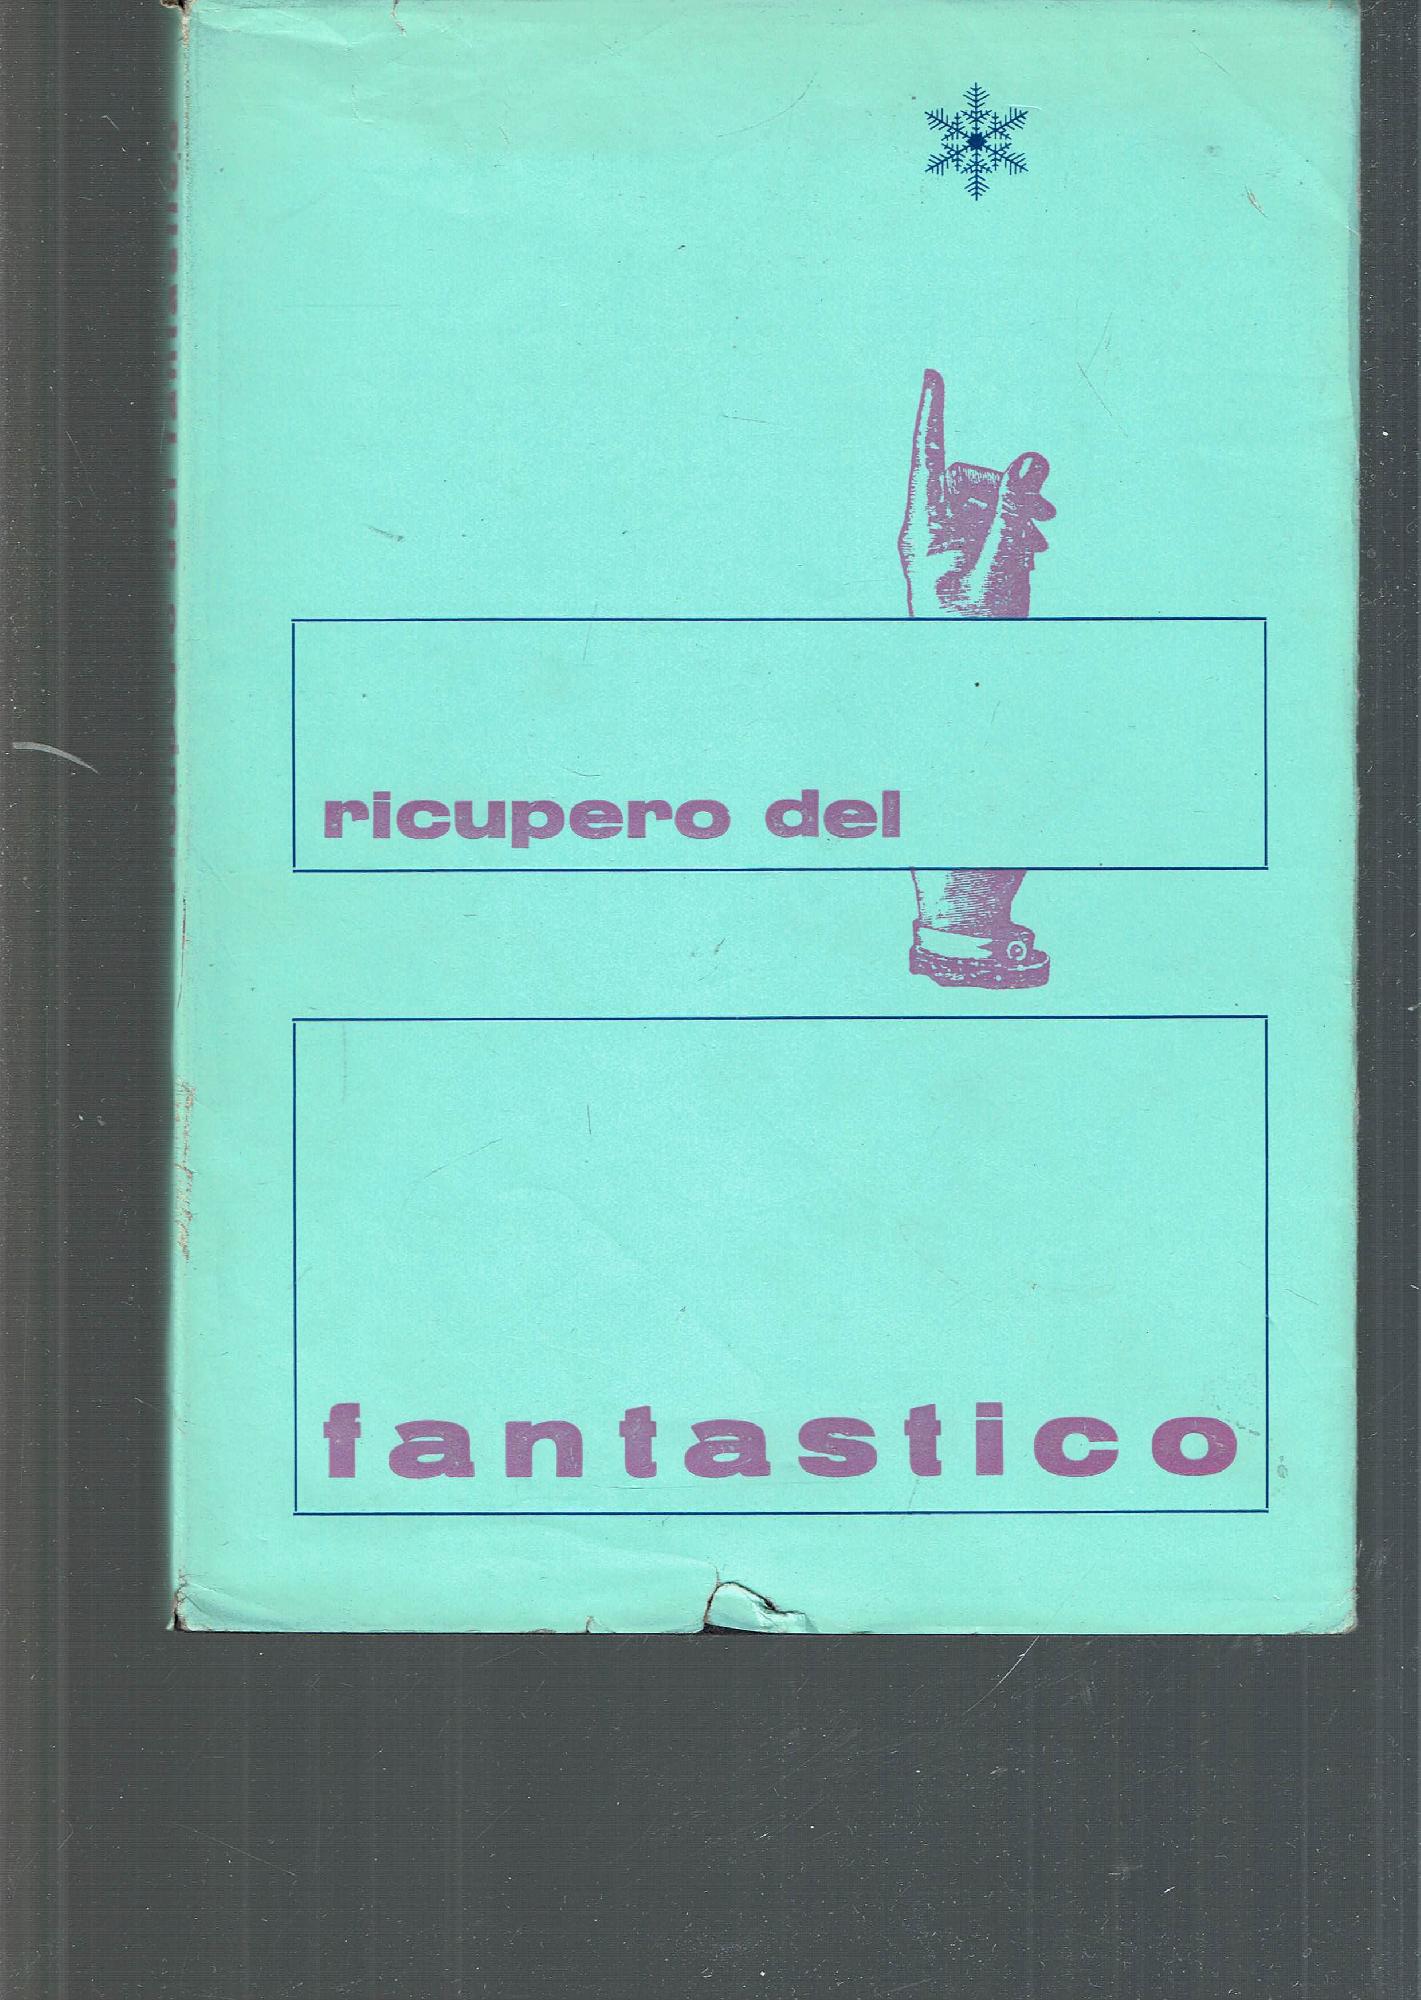 ricupero del
fantastico